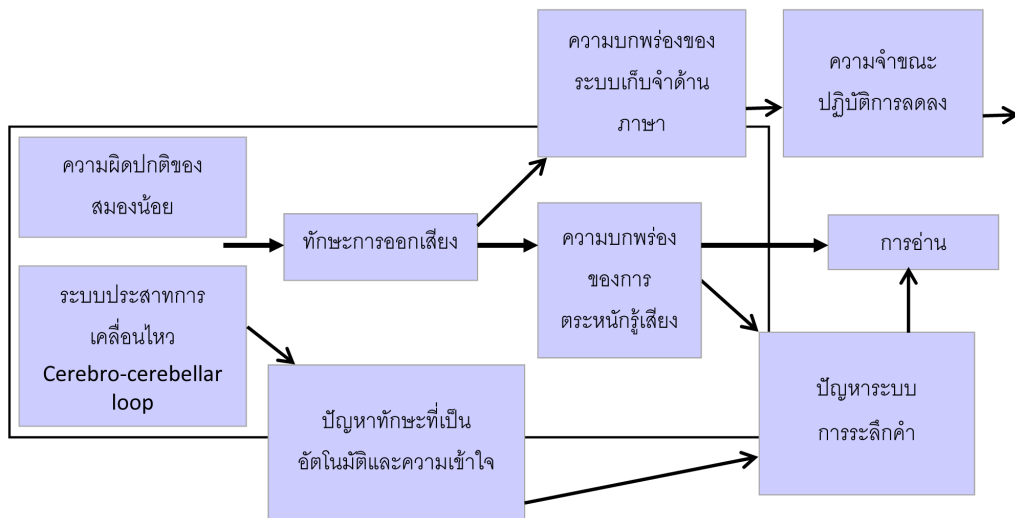 ความบกพร่องของ
ระบบเก็บจำด้าน
ภาษา
ความจำขณะ
ปฏิบัติการลดลง
ความผิดปกติของ
สมองน้อย
ทักษะการออกเสียง
ความบกพร่อง
ของการ
ตระหนักรู้เสียง
การอ่าน
ระบบประสาทการ
เคลื่อนไหว
Cerebro-cerebellar
loop
ปัญหาทักษะที่เป็น
อัตโนมัติและความเข้าใจ
ปัญหาระบบ
การระลึกคำ